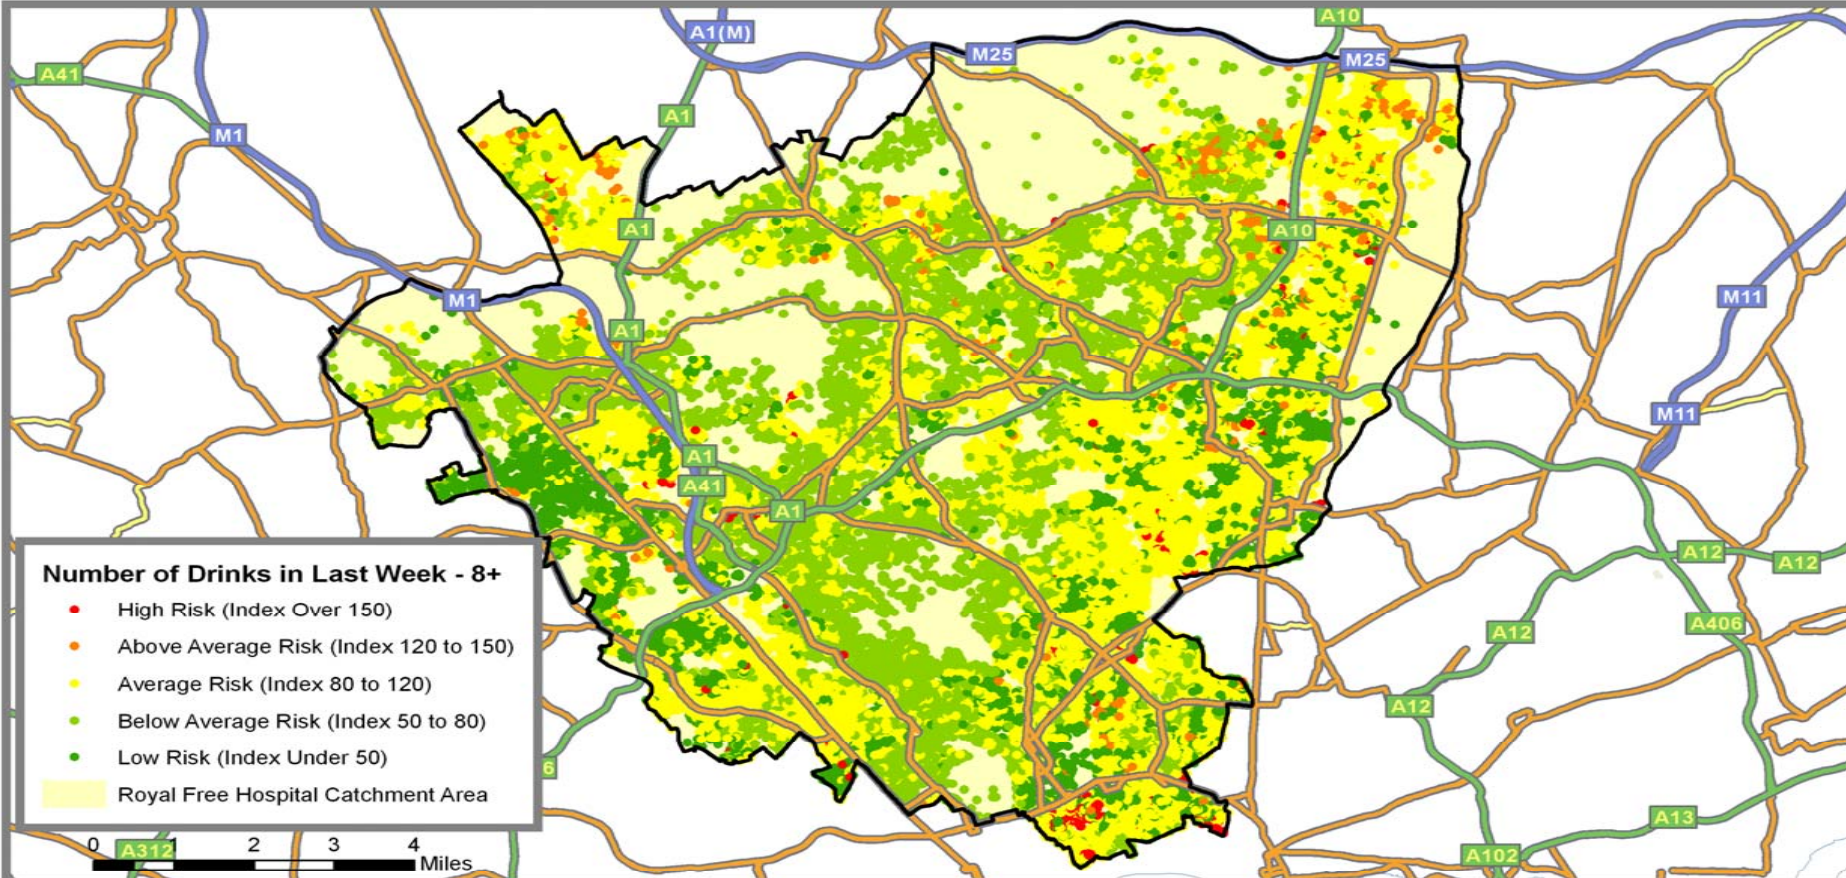 A10
A1(M)
M25
M25
A41
A1
M1
A1
A10
M1
M11
A1
M11
A1
A41
A1
A12
A12
A406
A12
A12
6
A13
A312
A102
Number of Drinks in Last Week - 8+
High Risk (Index Over 150)
Above Average Risk (Index 120 to 150)
Average Risk (Index 80 to 120)
Below Average Risk (Index 50 to 80)
Low Risk (Index Under 50)
Royal Free Hospital Catchment Area
0 1 2 3 4
Miles